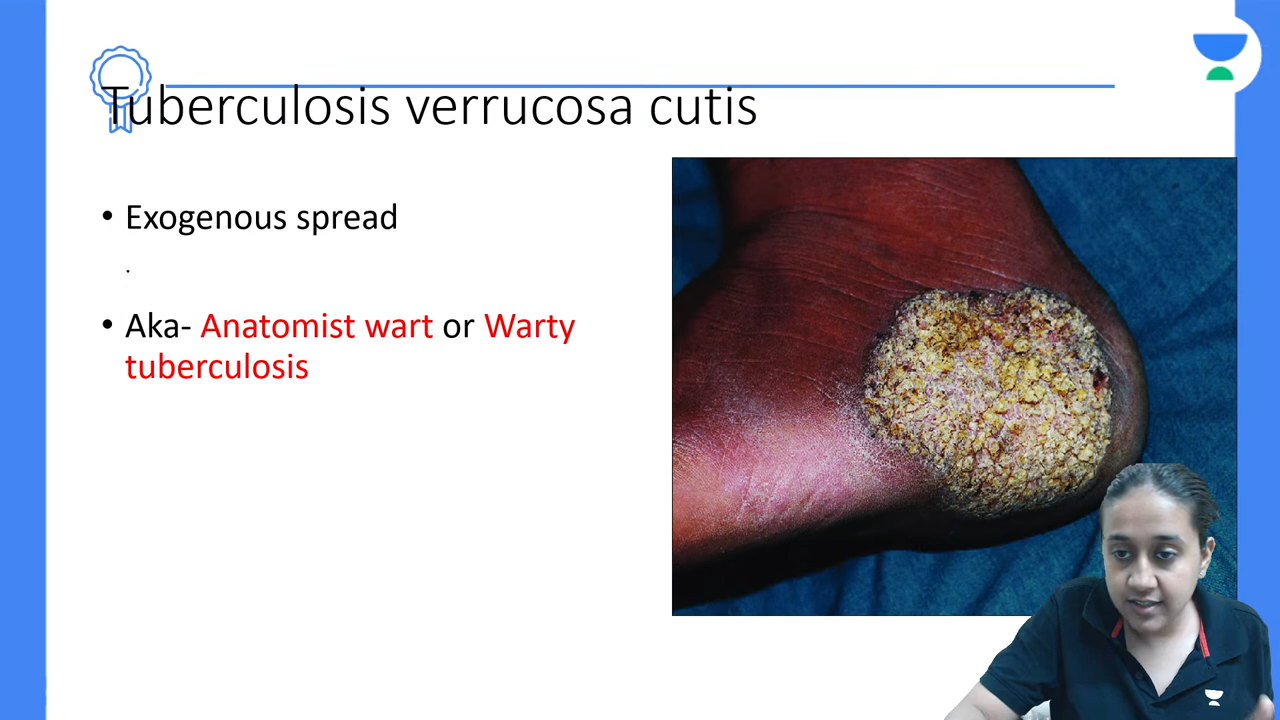 Tuberculosis verrucosa cutis
• Exogenous spread
.
• Aka- Anatomist wart or Warty
tuberculosis